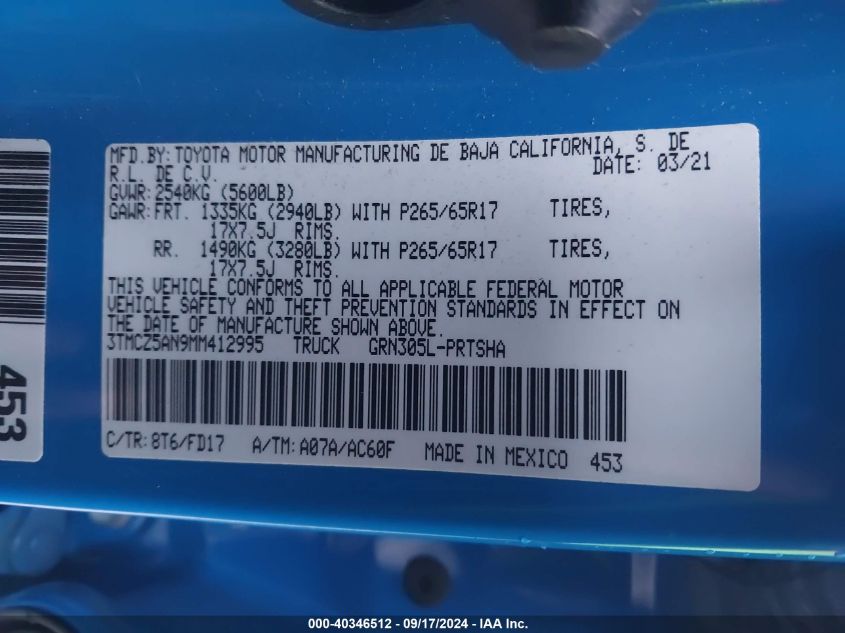 MFD.BY: TOYOTA MOTOR MANUFACTURING DE BAJA CALIFORNIA, S. DE
R.L. DE C.V. DATE: 03/21
GVWR: 2540KG (5600LB)
GAWR: FRT. 1335KG (2940LB) WITH P265/65R17 TIRES,
17X7.5J RIMS.
RR. 1490KG (3280LB) WITH P265/65R17 TIRES,
17X7.5J RIMS.
THIS VEHICLE CONFORMS TO ALL APPLICABLE FEDERAL MOTOR
VEHICLE SAFETY AND THEFT PREVENTION STANDARDS IN EFFECT ON
THE DATE OF MANUFACTURE SHOWN ABOVE.
3TMCZ5AN9MM412995 TRUCK GRN305L-PRTSHA
C/TR: 8T6/FD17 A/TM: A07A/AC60F MADE IN MEXICO 453
453
000-40346512 - 09/17/2024 - IAA Inc.